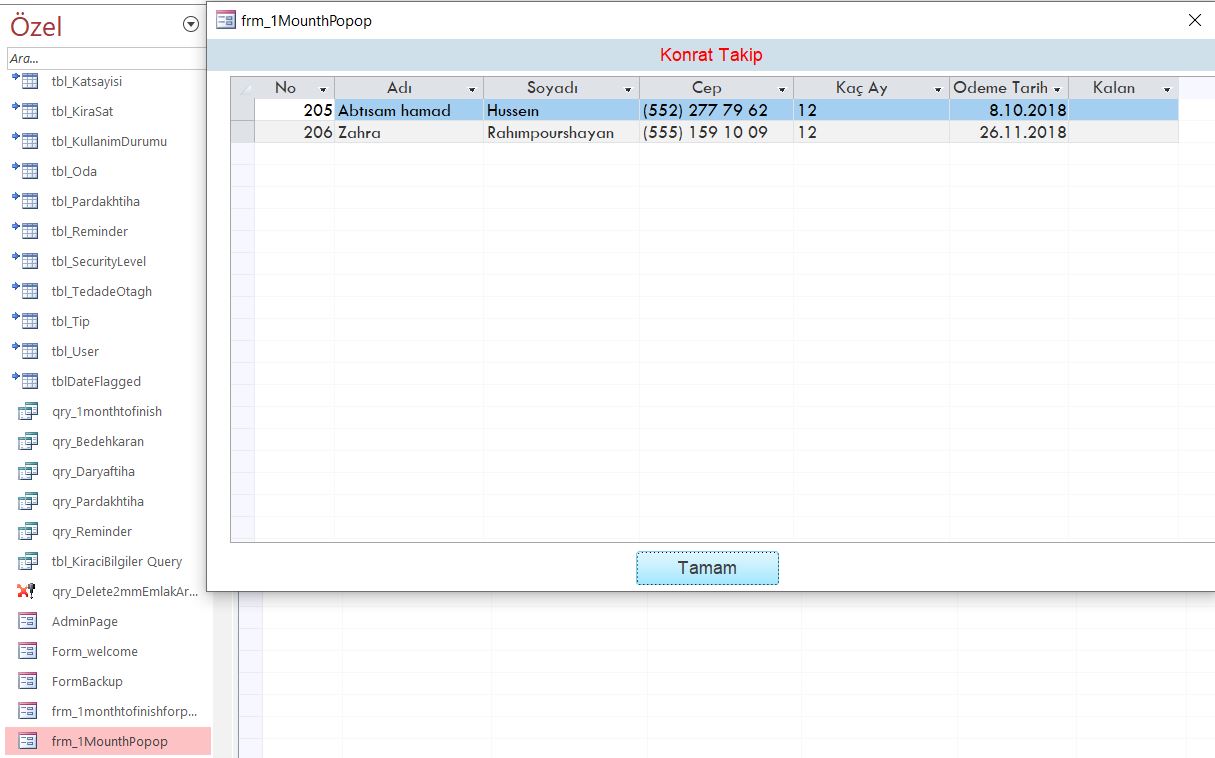 Özel
Ara...
tbl_Katsayisi
tbl_KiraSat
tbl_KullanimDurumu
tbl_Oda
tbl_Pardakhtiha
tbl_Reminder
tbl_SecurityLevel
tbl_TedadeOtagh
tbl_Tip
tbl_User
tblDateFlagged
qry_1monthtofinish
qry_Bedehkaran
qry_Daryaftiha
qry_Pardakhtiha
qry_Reminder
tbl_KiraciBilgiler Query
qry_Delete2mmEmlakAr...
AdminPage
Form_welcome
FormBackup
frm_1monthtofinishforp...
frm_1MounthPopop
frm_1MounthPopop
Konrat Takip
No Adı Soyadı Cep Kaç Ay Odeme Tarih Kalan
205 Abtısam hamad Husseın (552) 277 79 62 12 8.10.2018
206 Zahra Rahımpourshayan (555) 159 10 09 12 26.11.2018
Tamam